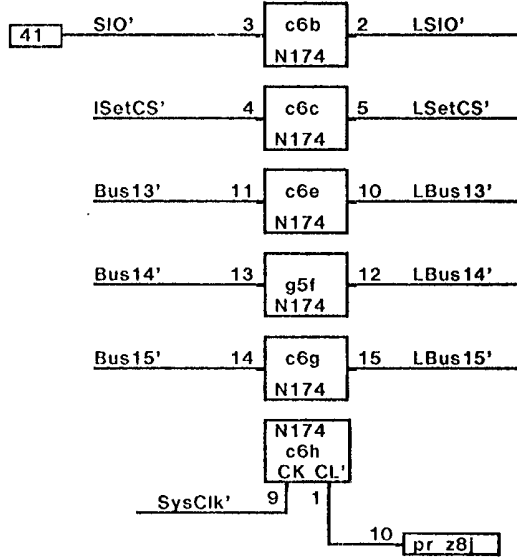 41 SIO' 3 c6b 2 LSIO'
N174
ISetCS' 4 c6c 5 LSetCS'
N174
Bus13' 11 c6e 10 LBus13'
N174
Bus14' 13 g5f 12 LBus14'
N174
Bus15' 14 c6g 15 LBus15'
N174
N174
c6h
CK CL'
SysClk' 9 1
10 pr z8j